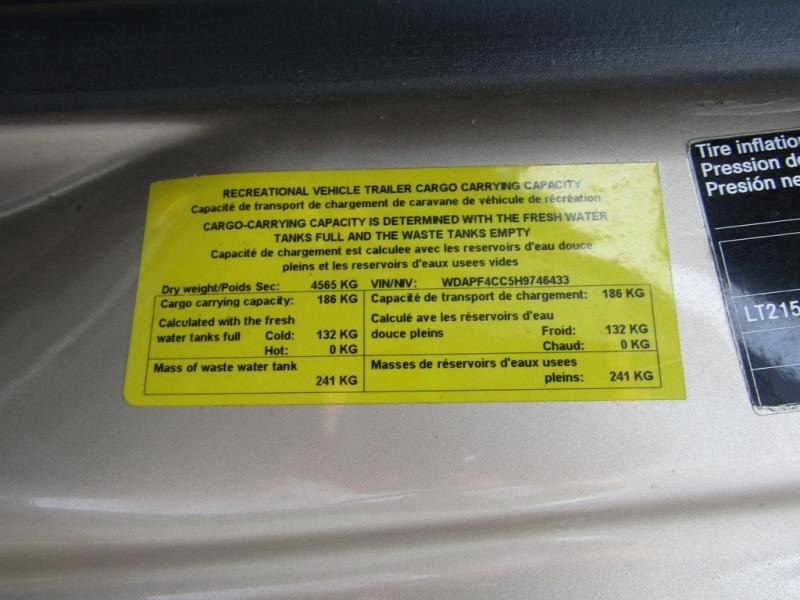 RECREATIONAL VEHICLE TRAILER CARGO CARRYING CAPACITY
Capacité de transport de chargement de caravane de véhicule de récréation
CARGO-CARRYING CAPACITY IS DETERMINED WITH THE FRESH WATER
TANKS FULL AND THE WASTE TANKS EMPTY
Capacité de chargement est calculee avec les reservoirs d'eau douce
pleins et les reservoirs d'eaux usees vides
Dry weight/Poids Sec: 4565 KG VIN/NIV: WDAPF4CC5H9746433
Cargo carrying capacity: 186 KG
Calculated with the fresh
water tanks full Cold: 132 KG
Hot: 0 KG
Mass of waste water tank
241 KG
Capacité de transport de chargement: 186 KG
Calculé ave les réservoirs d'eau
douce pleins Froid: 132 KG
Chaud: 0 KG
Masses de réservoirs d'eaux usees
pleins: 241 KG
Tire inflatio
Pression de
Presión ne
LT215